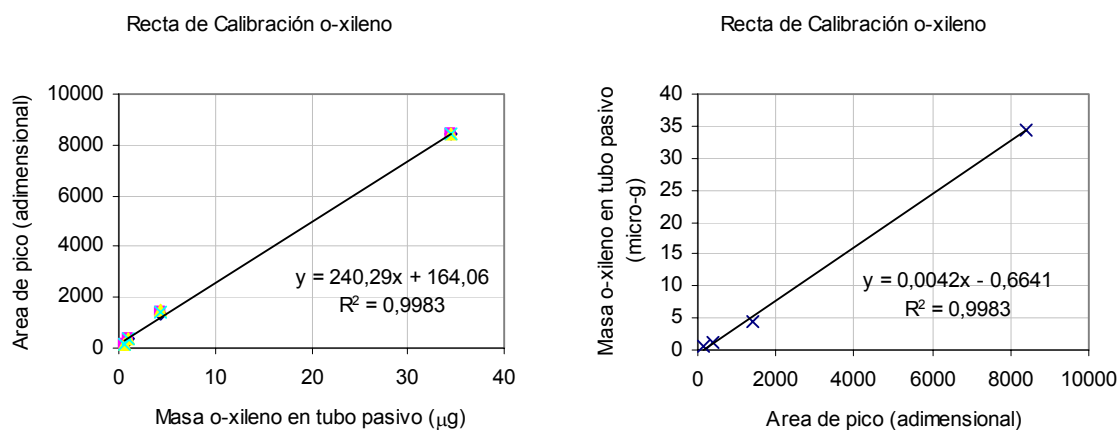 Recta de Calibración o-xileno
Area de pico (adimensional)
10000
8000
6000
4000
2000
0
y = 240,29x + 164,06
R² = 0,9983
0 10 20 30 40
Masa o-xileno en tubo pasivo (μg)
Recta de Calibración o-xileno
Masa o-xileno en tubo pasivo
(micro-g)
40
35
30
25
20
15
10
5
0
y = 0,0042x - 0,6641
R² = 0,9983
0 2000 4000 6000 8000 10000
Area de pico (adimensional)